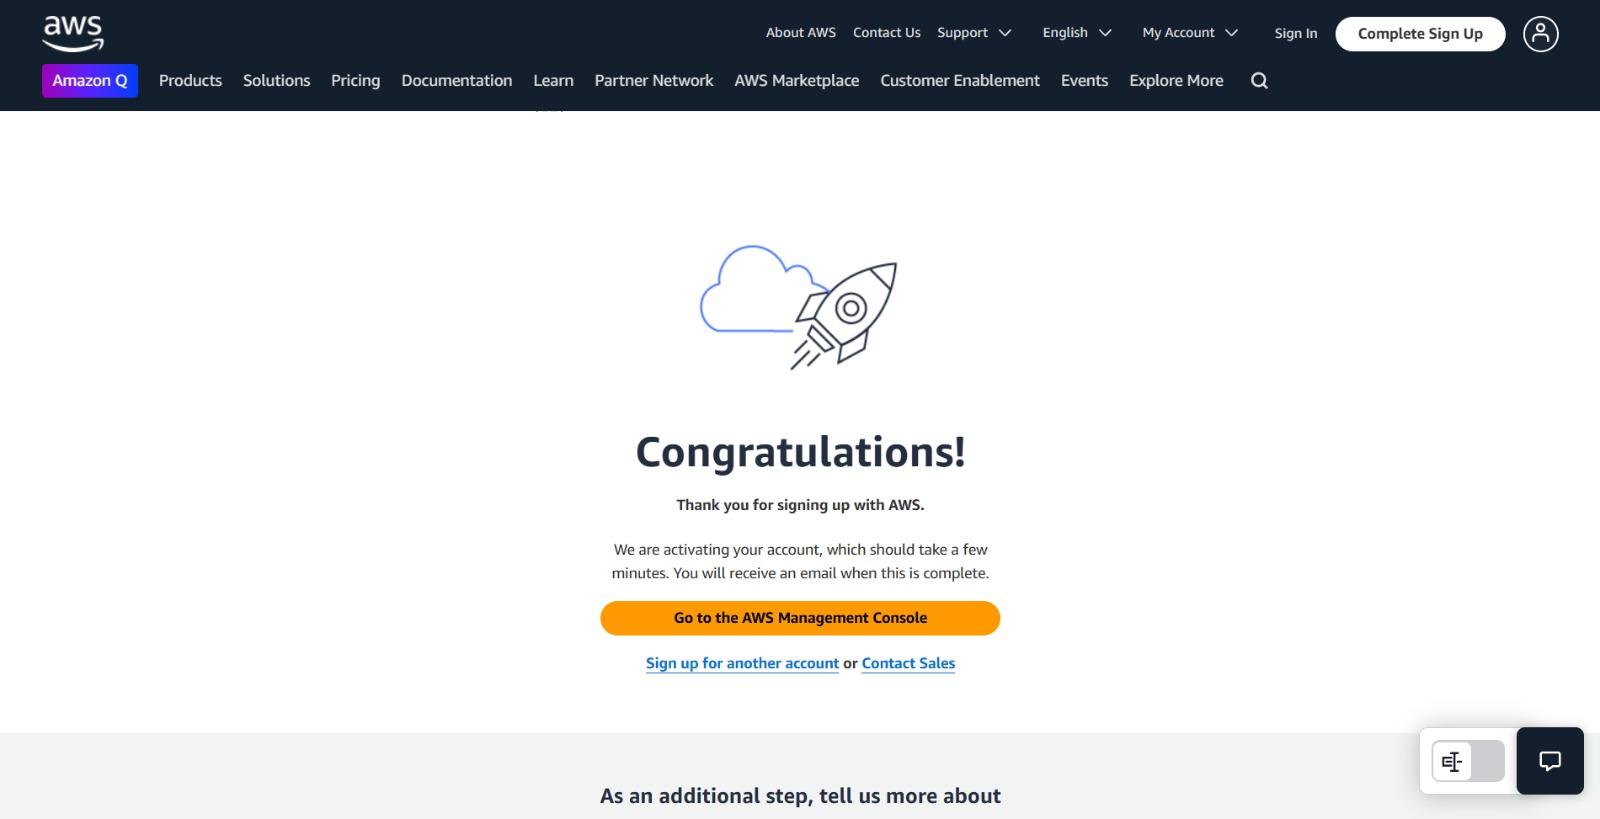 aws
About AWS Contact Us Support English My Account Sign In Complete Sign Up
Amazon Q Products Solutions Pricing Documentation Learn Partner Network AWS Marketplace Customer Enablement Events Explore More
Congratulations!
Thank you for signing up with AWS.
We are activating your account, which should take a few
minutes. You will receive an email when this is complete.
Go to the AWS Management Console
Sign up for another account or Contact Sales
As an additional step, tell us more about